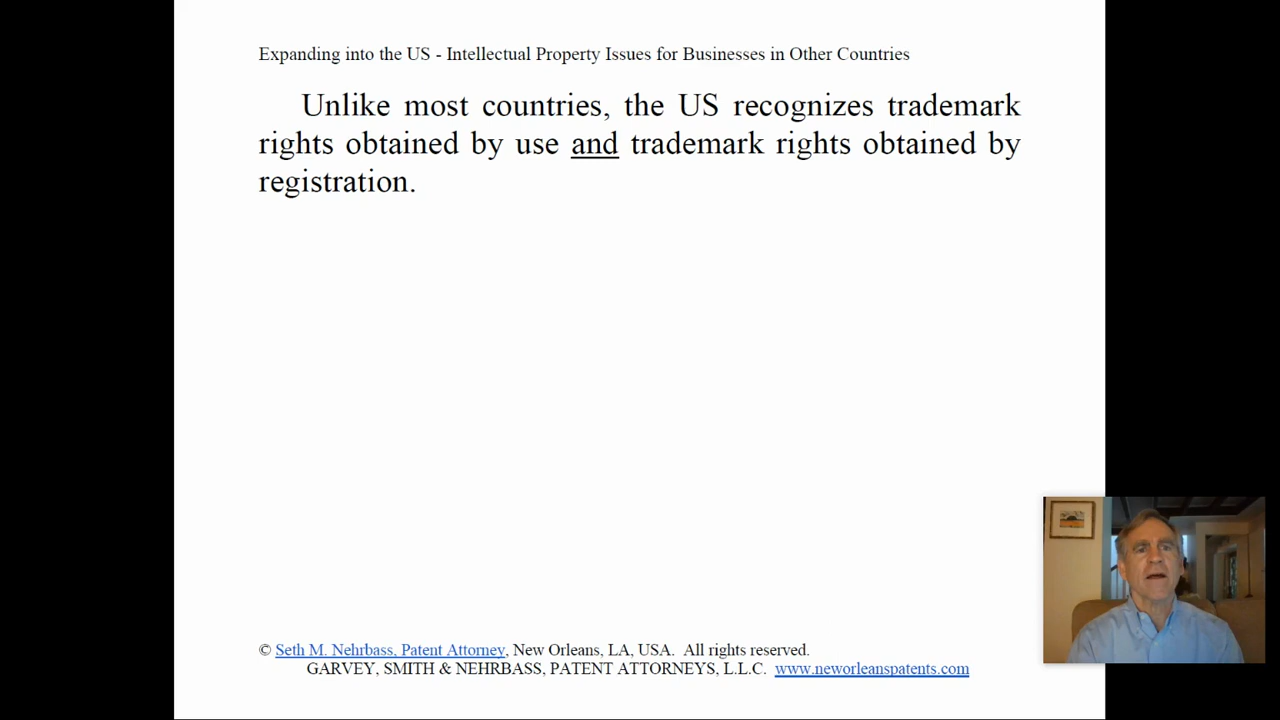 Expanding into the US - Intellectual Property Issues for Businesses in Other Countries
Unlike most countries, the US recognizes trademark
rights obtained by use and trademark rights obtained by
registration.
© Seth M. Nehrbass, Patent Attorney, New Orleans, LA, USA.  All rights reserved.
GARVEY, SMITH & NEHRBASS, PATENT ATTORNEYS, L.L.C.  www.neworleanspatents.com